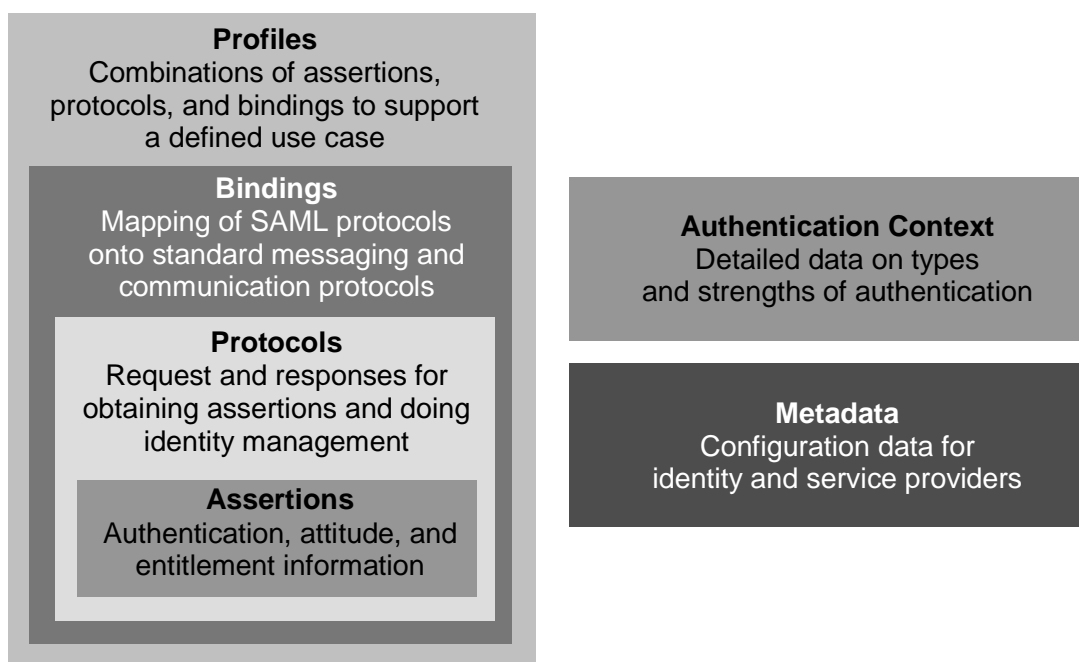 Profiles
Combinations of assertions,
protocols, and bindings to support
a defined use case
Bindings
Mapping of SAML protocols
onto standard messaging and
communication protocols
Protocols
Request and responses for
obtaining assertions and doing
identity management
Assertions
Authentication, attitude, and
entitlement information
Authentication Context
Detailed data on types
and strengths of authentication
Metadata
Configuration data for
identity and service providers